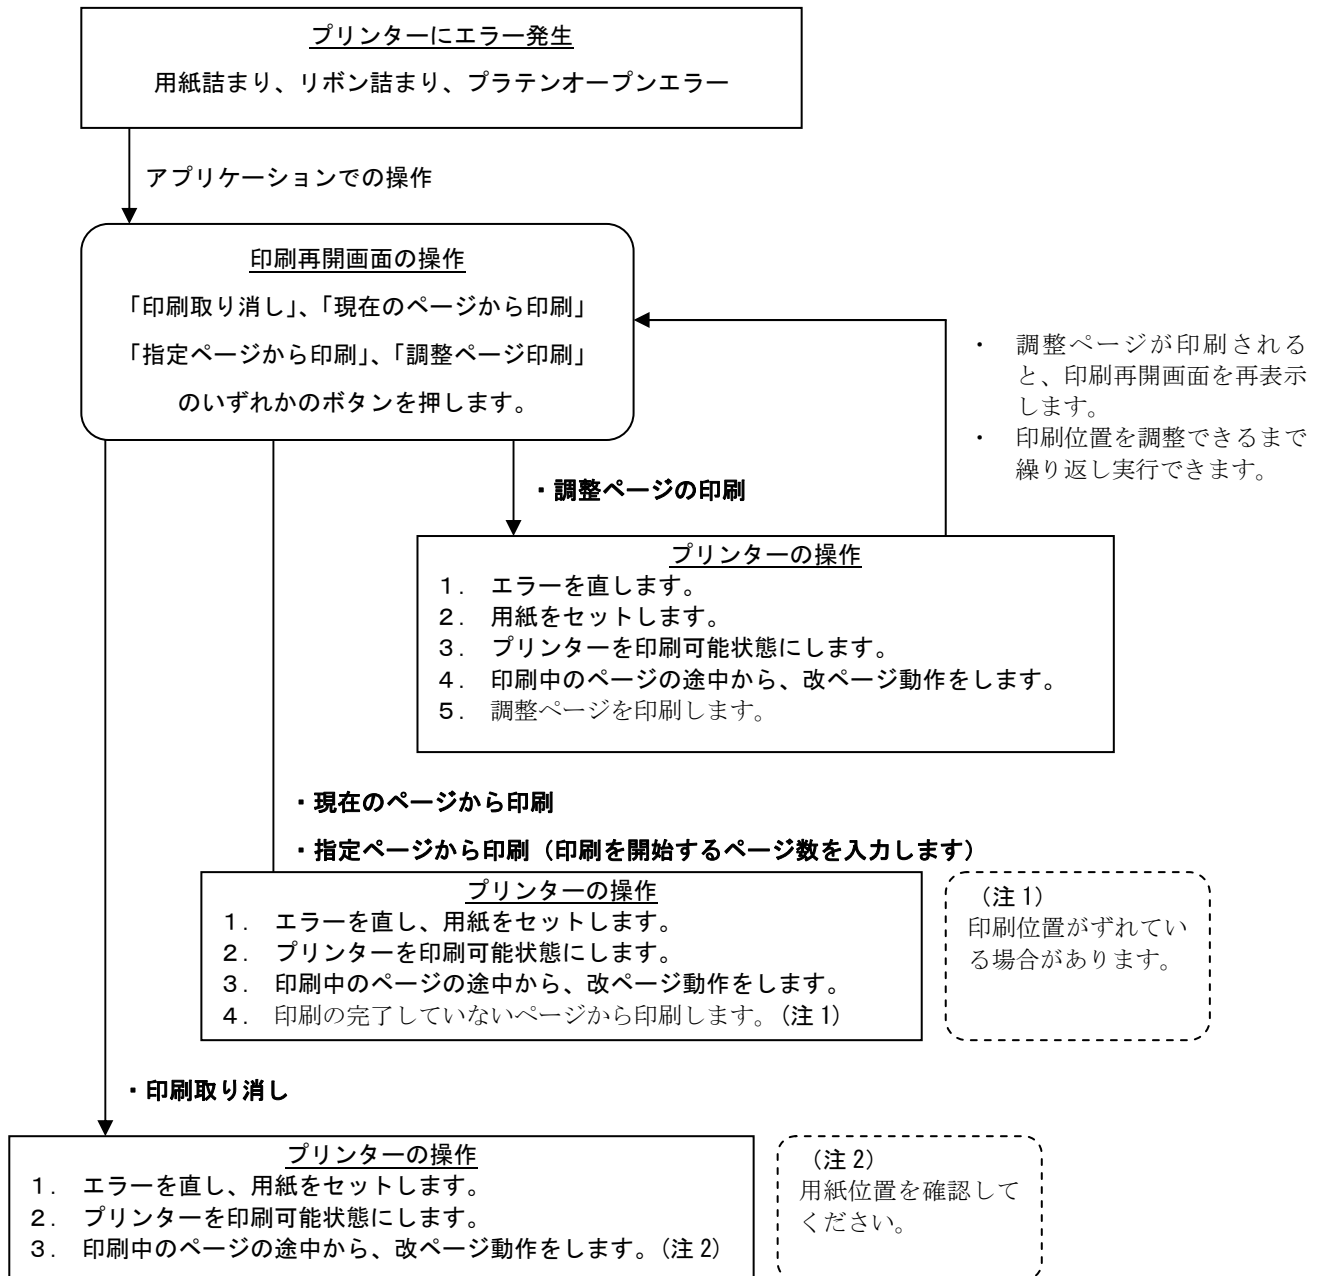 プリンターにエラー発生
用紙詰まり、リボン詰まり、プラテンオープンエラー
アプリケーションでの操作
印刷再開画面の操作
「印刷取り消し」、「現在のページから印刷」
「指定ページから印刷」、「調整ページ印刷」
のいずれかのボタンを押します。
・ 調整ページが印刷される
と、印刷再開画面を再表示
します。
・ 印刷位置を調整できるまで
繰り返し実行できます。
・調整ページの印刷
プリンターの操作
1. エラーを直します。
2. 用紙をセットします。
3. プリンターを印刷可能状態にします。
4. 印刷中のページの途中から、改ページ動作をします。
5. 調整ページを印刷します。
・現在のページから印刷
・指定ページから印刷（印刷を開始するページ数を入力します）
プリンターの操作
1. エラーを直し、用紙をセットします。
2. プリンターを印刷可能状態にします。
3. 印刷中のページの途中から、改ページ動作をします。
4. 印刷の完了していないページから印刷します。(注 1)
（注 1）
印刷位置がずれてい
る場合があります。
・印刷取り消し
プリンターの操作
1. エラーを直し、用紙をセットします。
2. プリンターを印刷可能状態にします。
3. 印刷中のページの途中から、改ページ動作をします。(注 2)
（注 2）
用紙位置を確認して
ください。